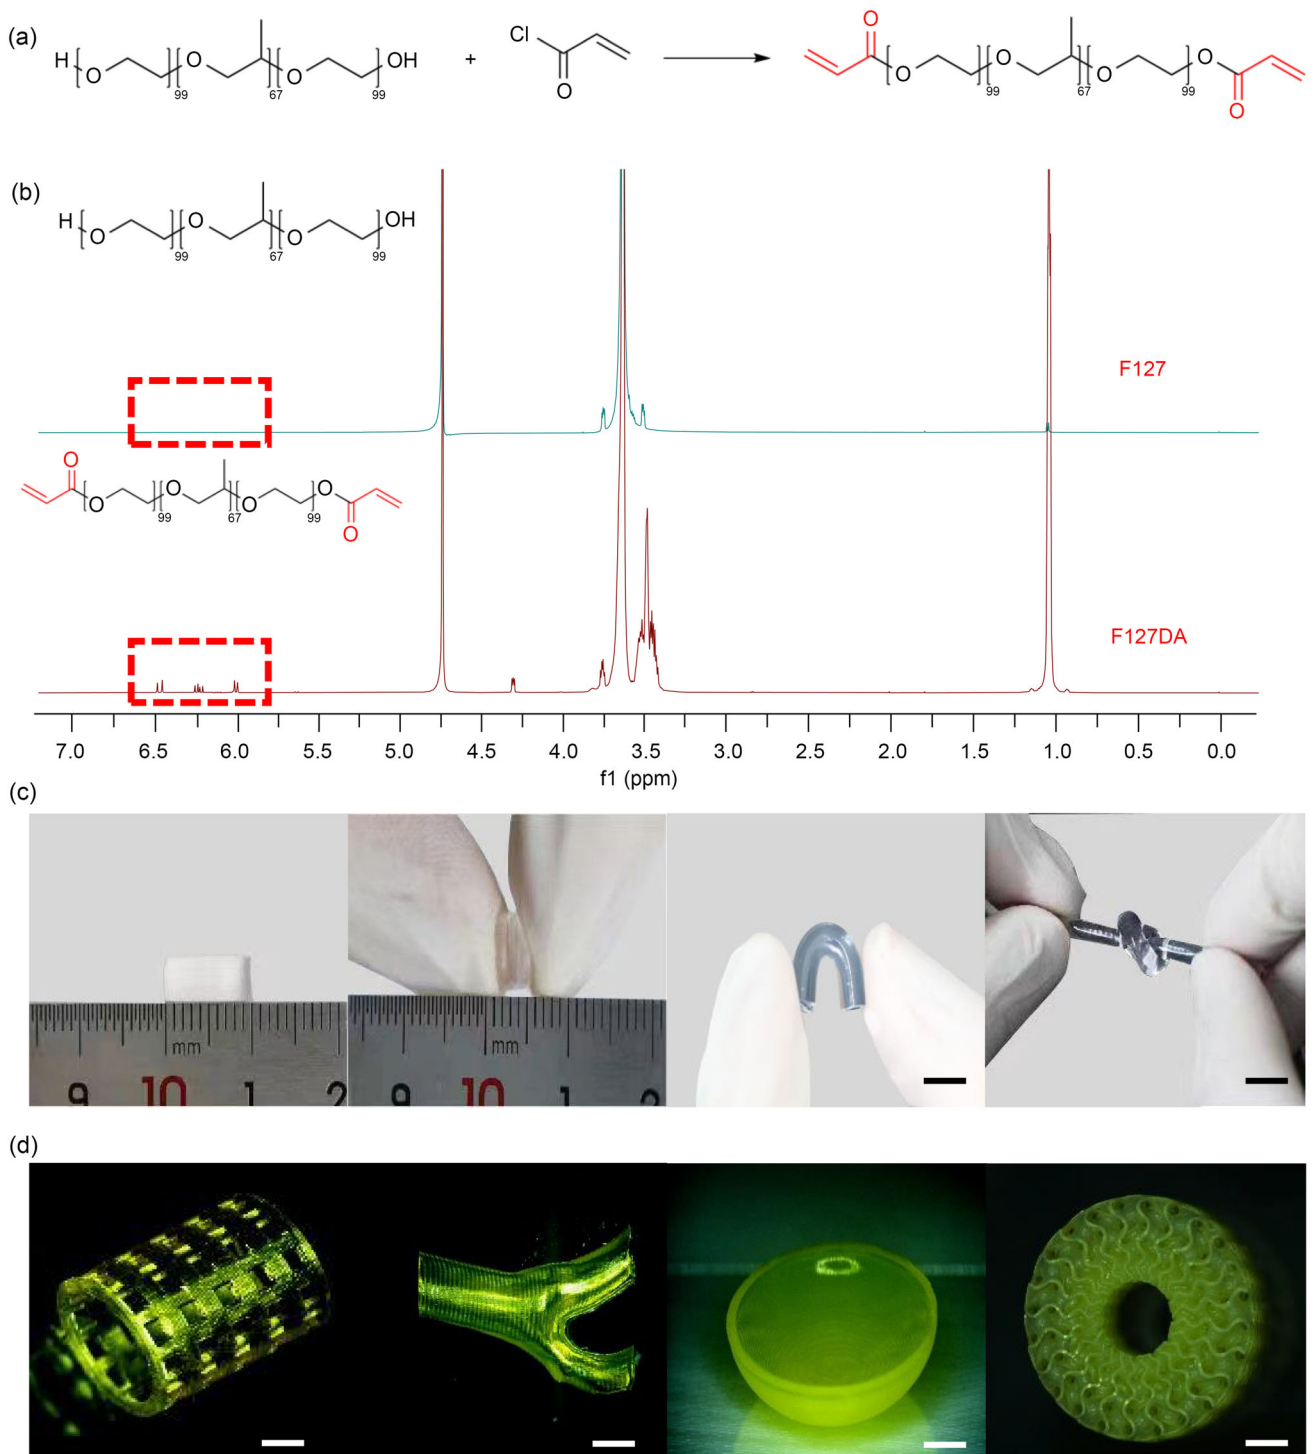 (a)
H O O O OH
99 67 99
+
Cl
O
O
O O O O
99 67 99
O
(b)
H O O O OH
99 67 99
F127
O
O O O O
99 67 99
O
F127DA
7.0 6.5 6.0 5.5 5.0 4.5 4.0 3.5 3.0 2.5 2.0 1.5 1.0 0.5 0.0
f1 (ppm)
(c)
mm
9 10 1 2
mm
9 10 1 2
(d)